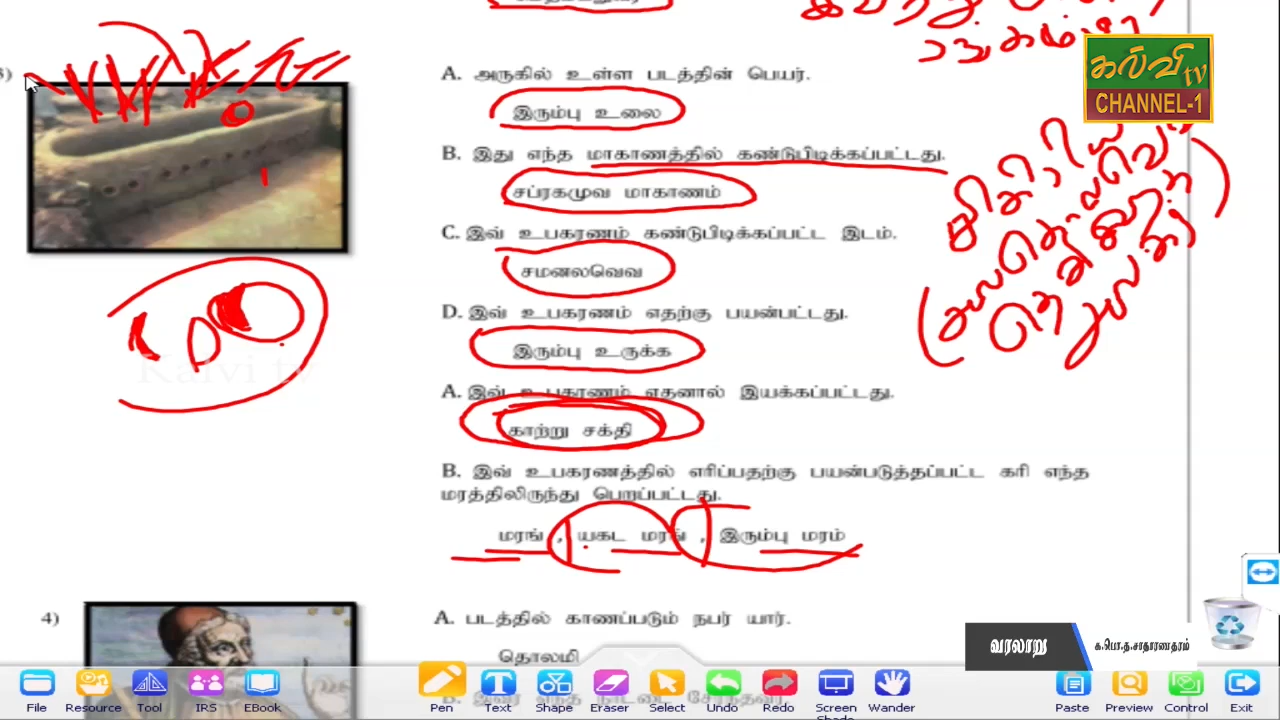 கல்வி tv
CHANNEL-1
A. அருகில் உள்ள படத்தின் பெயர்.
இரும்பு உலை
B. இது எந்த மாகாணத்தில் கண்டுபிடிக்கப்பட்டது.
சப்ரகமுவ மாகாணம்
C. இவ் உபகரணம் கண்டுபிடிக்கப்பட்ட இடம்.
சமனலவெவ
D. இவ் உபகரணம் எதற்கு பயன்பட்டது.
இரும்பு உருக்க
Kalvi tv
A. இவ் உபகரணம் எதனால் இயக்கப்பட்டது.
காற்று சக்தி
B. இவ் உபகரணத்தில் எரிப்பதற்கு பயன்படுத்தப்பட்ட கரி எந்த
மரத்திலிருந்து பெறப்பட்டது.
மரங் , யகட மரங் , இரும்பு மரம்
4)
A. படத்தில் காணப்படும் நபர் யார்.
தொலமி
வரலாறு
க.பொ.த.சாதாரணதரம்
File Resource Tool IRS EBook Pen Text Shape Eraser Select Undo Redo Screen Wander Paste Preview Control Exit